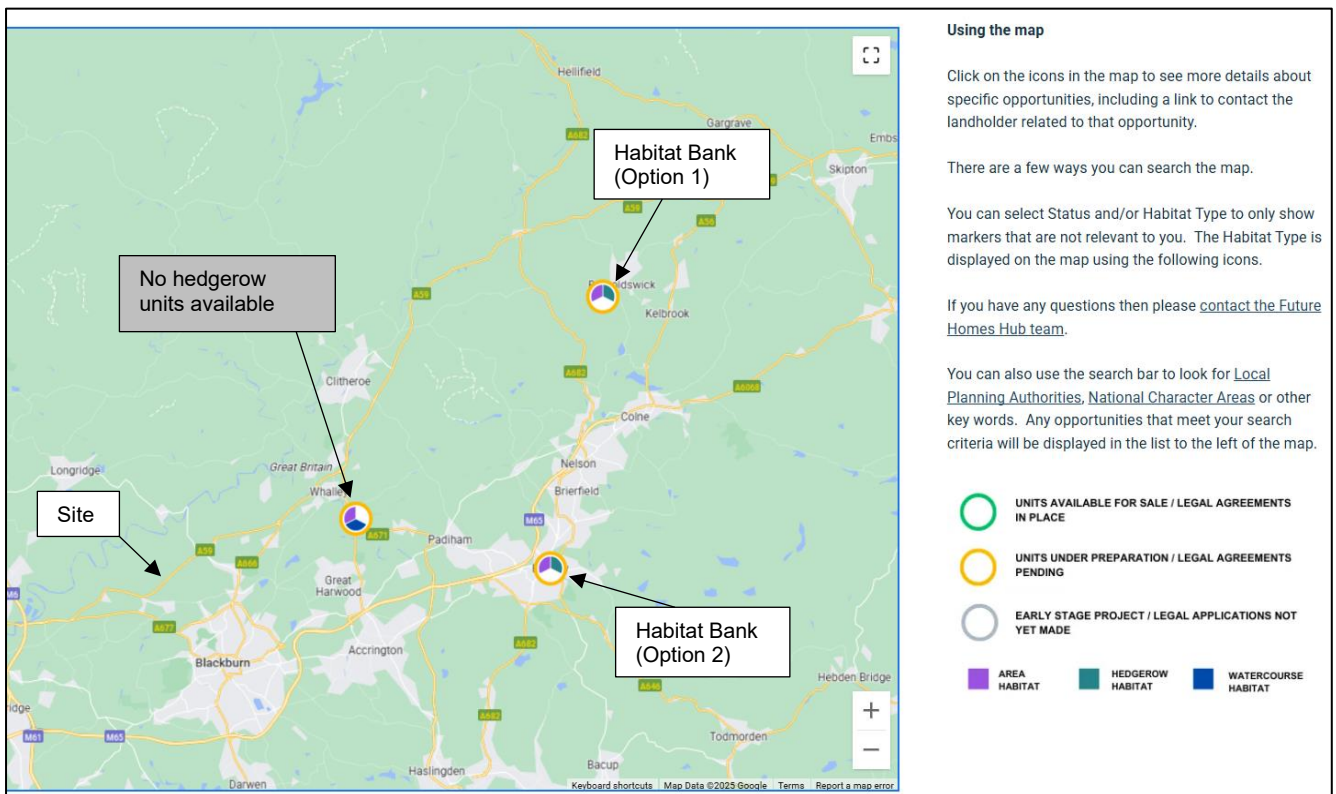 Hellifield
Gargrave
A682
Embs
Skipton
Habitat Bank
(Option 1)
A59
A56
No hedgerow
units available
A59
Kelbrook
Clitheroe
A682
A6068
Colne
Longridge
Great Britain
Nelson
Whalley
Brierfield
Site
M65
A671
Padiham
A59
A666
Great
Harwood
M6
A677
Habitat Bank
(Option 2)
Accrington
A682
Blackburn
A646
Hebden Bridge
ridge
A682
M61
M65
Todmorden
Haslingden
Bacup
Darwen
Keyboard shortcuts
Map Data ©2025 Google
Terms
Report a map error
Using the map
Click on the icons in the map to see more details about
specific opportunities, including a link to contact the
landholder related to that opportunity.
There are a few ways you can search the map.
You can select Status and/or Habitat Type to only show
markers that are not relevant to you. The Habitat Type is
displayed on the map using the following icons.
If you have any questions then please contact the Future
Homes Hub team.
You can also use the search bar to look for Local
Planning Authorities, National Character Areas or other
key words. Any opportunities that meet your search
criteria will be displayed in the list to the left of the map.
UNITS AVAILABLE FOR SALE / LEGAL AGREEMENTS
IN PLACE
UNITS UNDER PREPARATION / LEGAL AGREEMENTS
PENDING
EARLY STAGE PROJECT / LEGAL APPLICATIONS NOT
YET MADE
AREA
HABITAT
HEDGEROW
HABITAT
WATERCOURSE
HABITAT